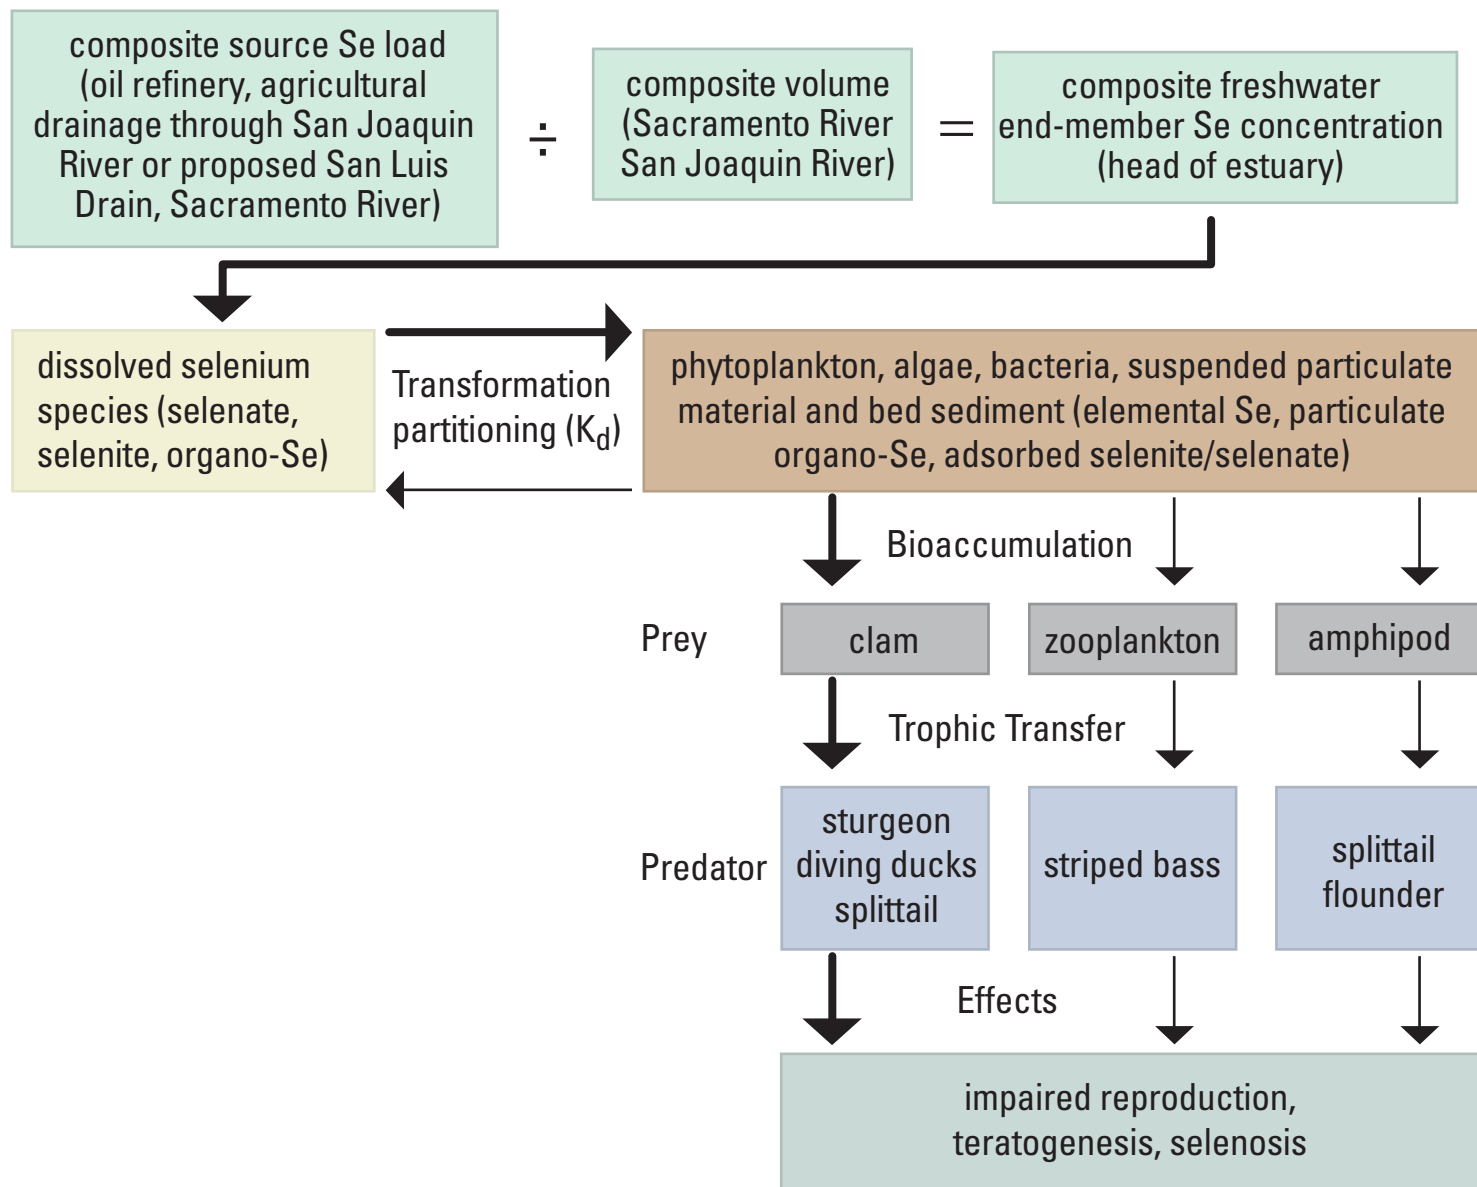 composite source Se load
(oil refinery, agricultural
drainage through San Joaquin
River or proposed San Luis
Drain, Sacramento River)
÷
composite volume
(Sacramento River
San Joaquin River)
=
composite freshwater
end-member Se concentration
(head of estuary)
dissolved selenium
species (selenate,
selenite, organo-Se)
Transformation
partitioning (Kd)
phytoplankton, algae, bacteria, suspended particulate
material and bed sediment (elemental Se, particulate
organo-Se, adsorbed selenite/selenate)
Bioaccumulation
Prey
clam
zooplankton
amphipod
Trophic Transfer
Predator
sturgeon
diving ducks
splittail
striped bass
splittail
flounder
Effects
impaired reproduction,
teratogenesis, selenosis